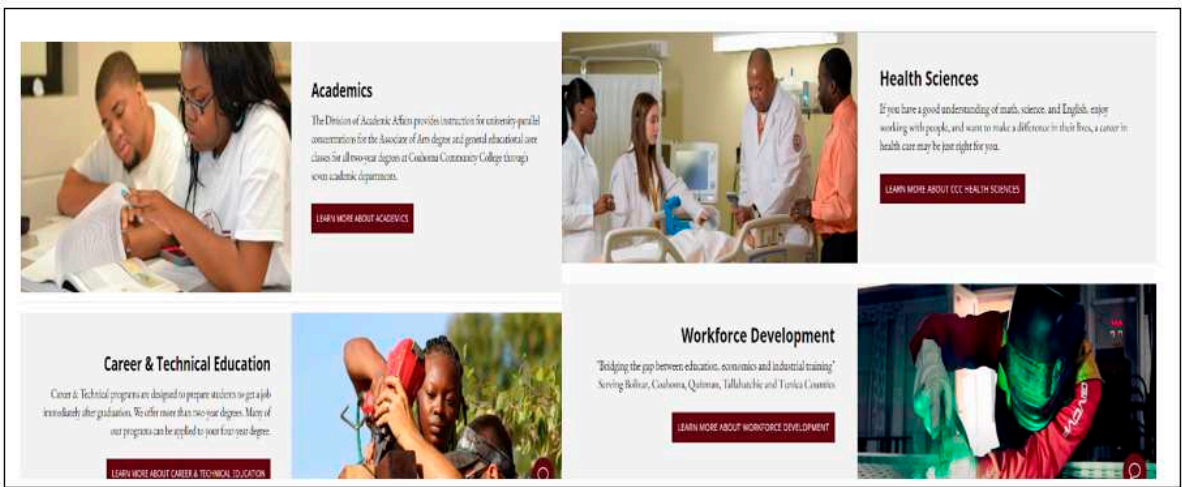 Academics
The Division of Academic Affairs provides instruction for university-parallel
concentrations for the Associate of Arts degree and general educational core
classes for all two-year degrees at Coahoma Community College through
seven academic departments.
LEARN MORE ABOUT ACADEMICS
Health Sciences
If you have a good understanding of math, science, and English, enjoy
working with people, and want to make a difference in their lives, a career in
health care may be just right for you.
LEARN MORE ABOUT CCC HEALTH SCIENCES
Career & Technical Education
Career & Technical programs are designed to prepare students to get a job
immediately after graduation. We offer more than two-year degrees. Many of
our programs can be applied to your four-year degree.
LEARN MORE ABOUT CAREER & TECHNICAL EDUCATION
Workforce Development
"Bridging the gap between education, economics and industrial training"
Serving Bolivar, Coahoma, Quitman, Tallahatchie and Tunica Counties
LEARN MORE ABOUT WORKFORCE DEVELOPMENT